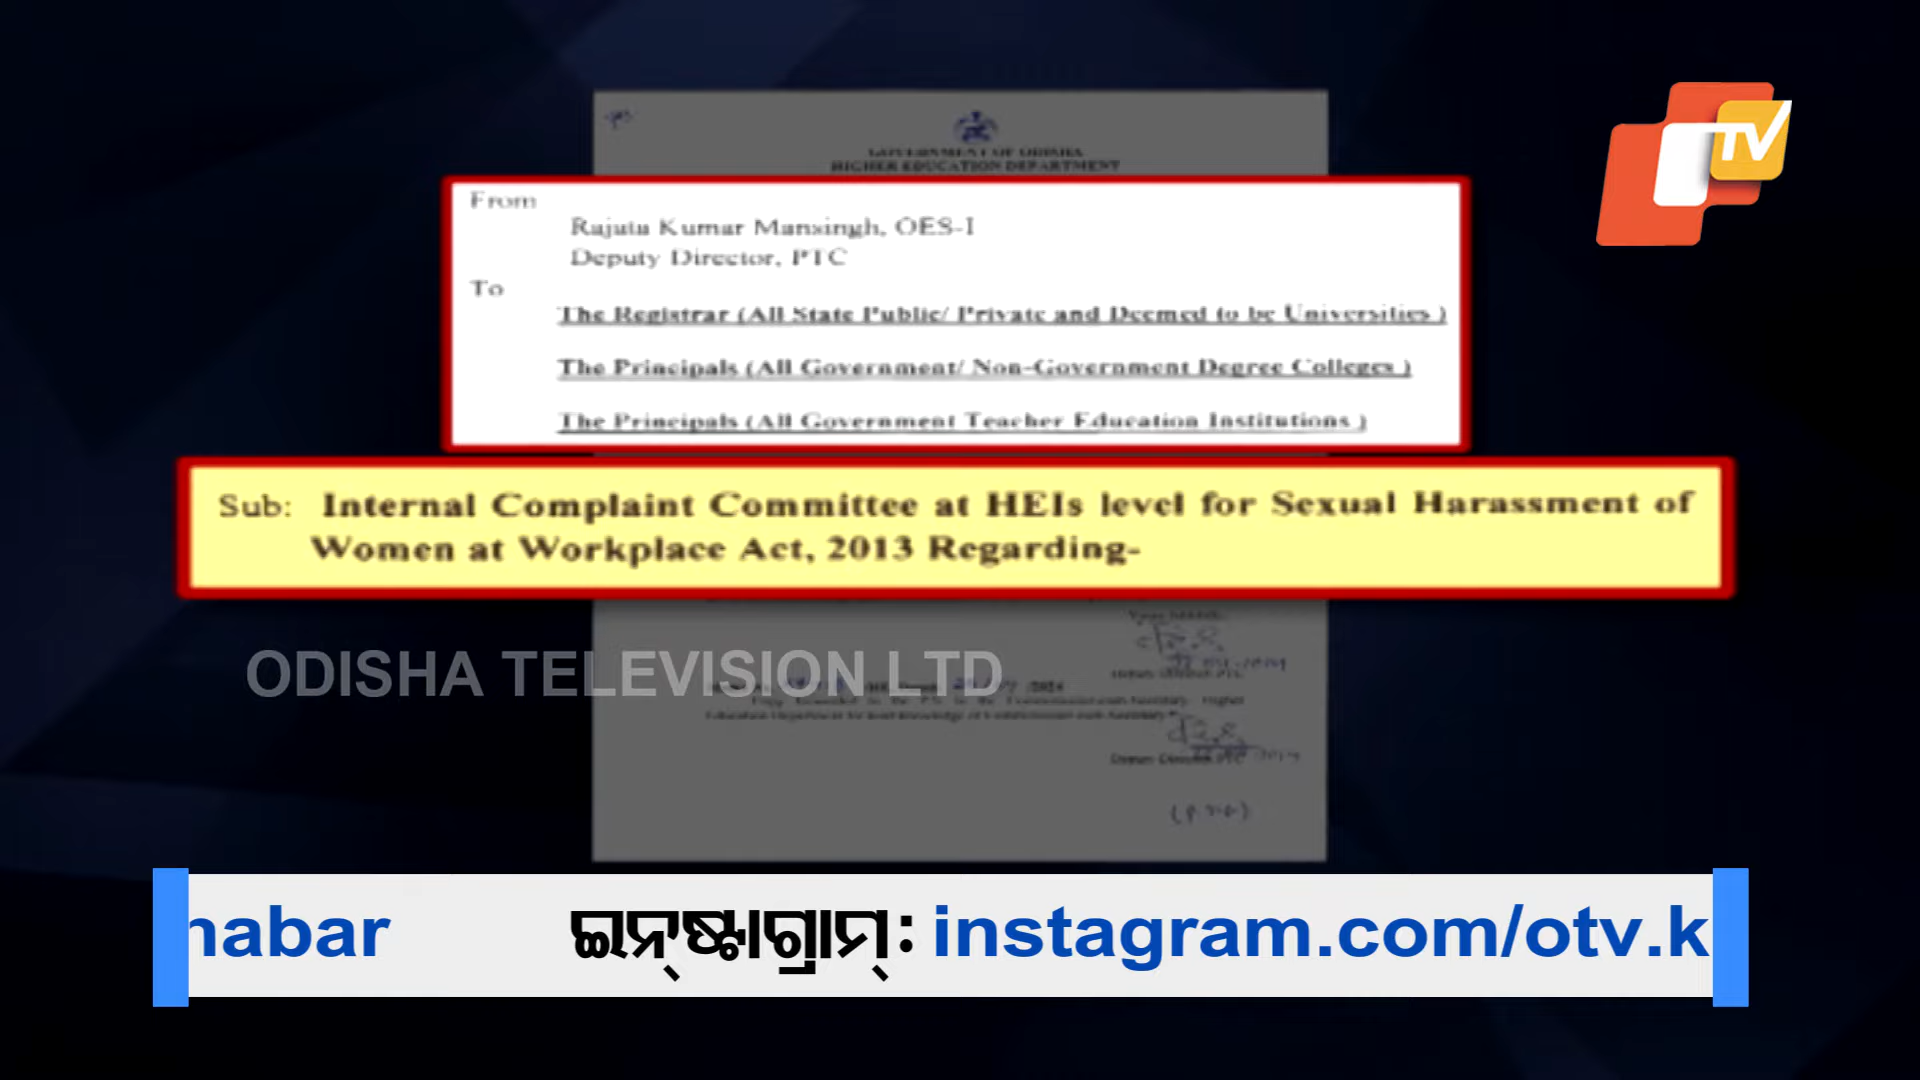 GOVERNMENT OF ODISHA
HIGHER EDUCATION DEPARTMENT
From
Rajuta Kumar Mansingh, OES-I
Deputy Director, PTC
To
The Registrar (All State Public/ Private and Deemed to be Universities )
The Principals (All Government/ Non-Government Degree Colleges )
The Principals (All Government Teacher Education Institutions )
Sub: Internal Complaint Committee at HEIs level for Sexual Harassment of
Women at Workplace Act, 2013 Regarding-
ODISHA TELEVISION LTD
TV
habar ଇନ୍‌ଷ୍ଟାଗ୍ରାମ୍: instagram.com/otv.k